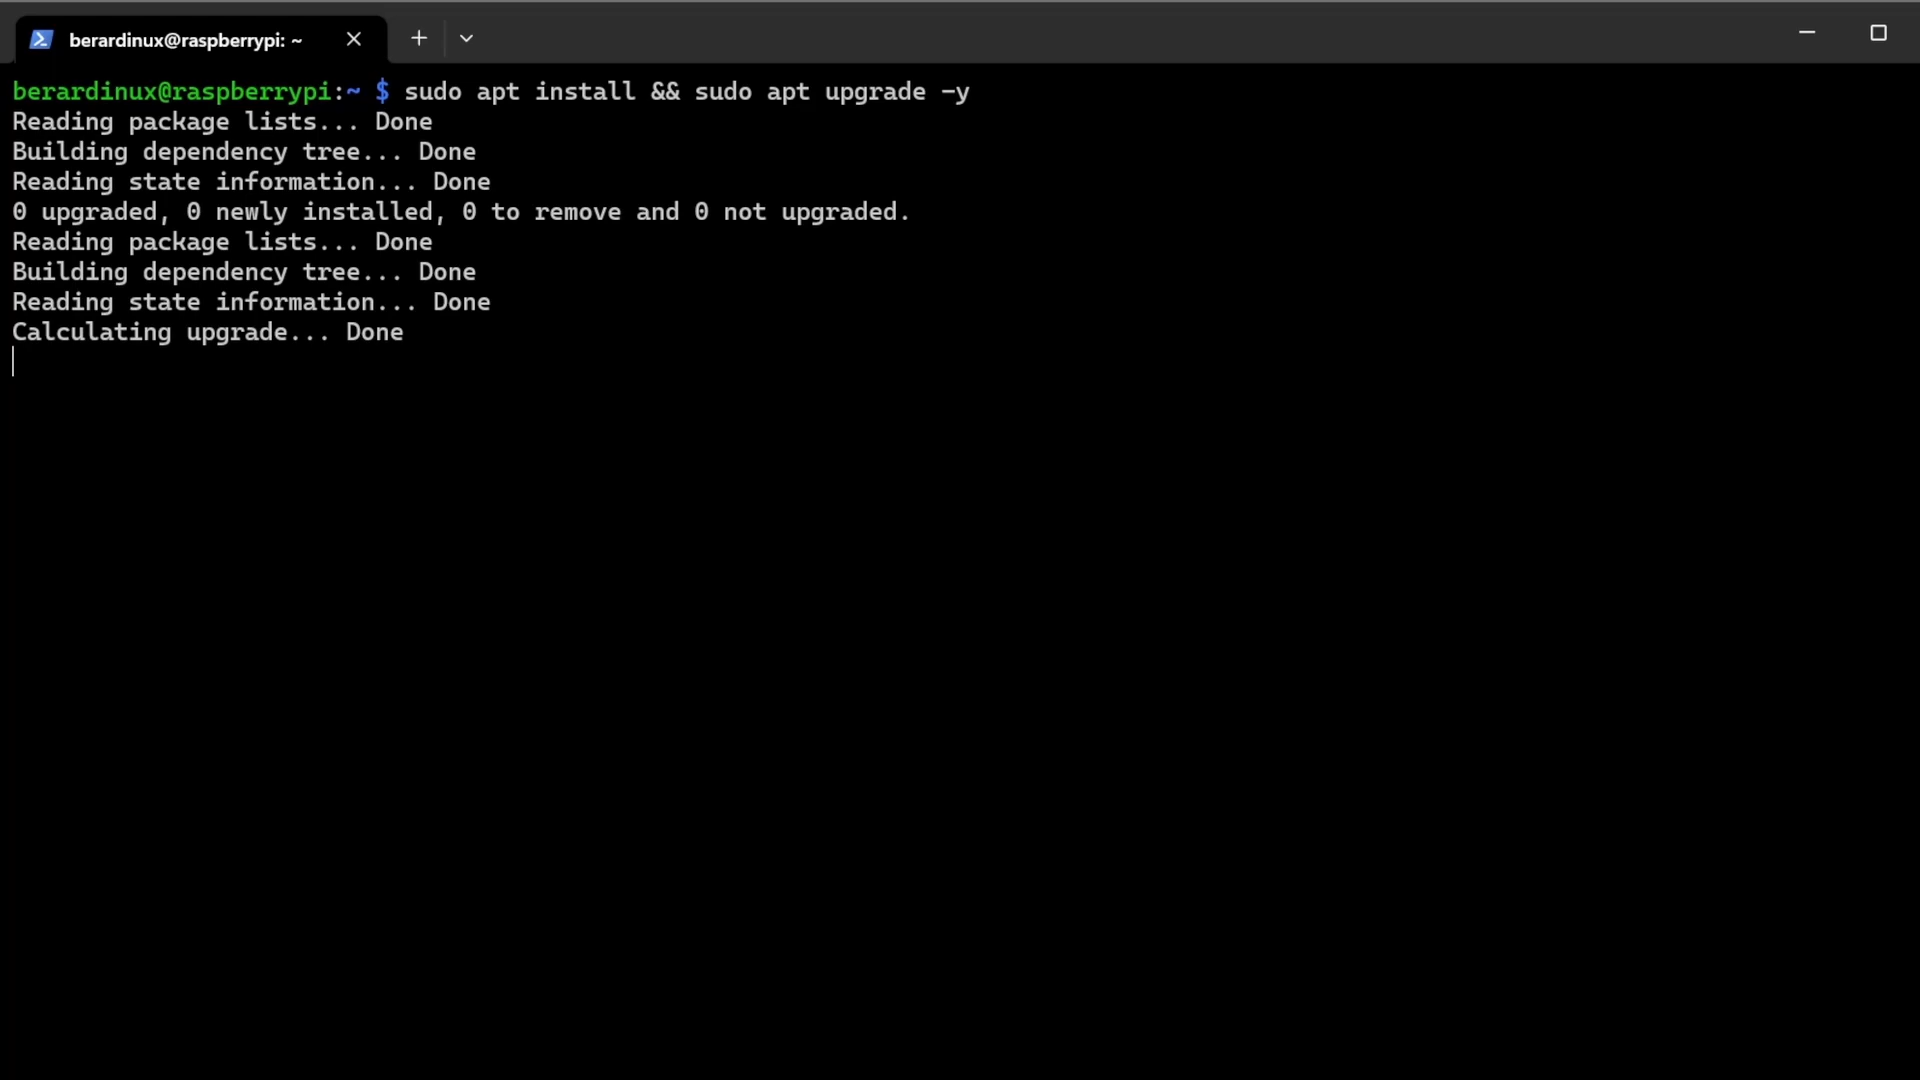 berardinux@raspberrypi: ~
berardinux@raspberrypi:~ $ sudo apt install && sudo apt upgrade -y
Reading package lists... Done
Building dependency tree... Done
Reading state information... Done
0 upgraded, 0 newly installed, 0 to remove and 0 not upgraded.
Reading package lists... Done
Building dependency tree... Done
Reading state information... Done
Calculating upgrade... Done